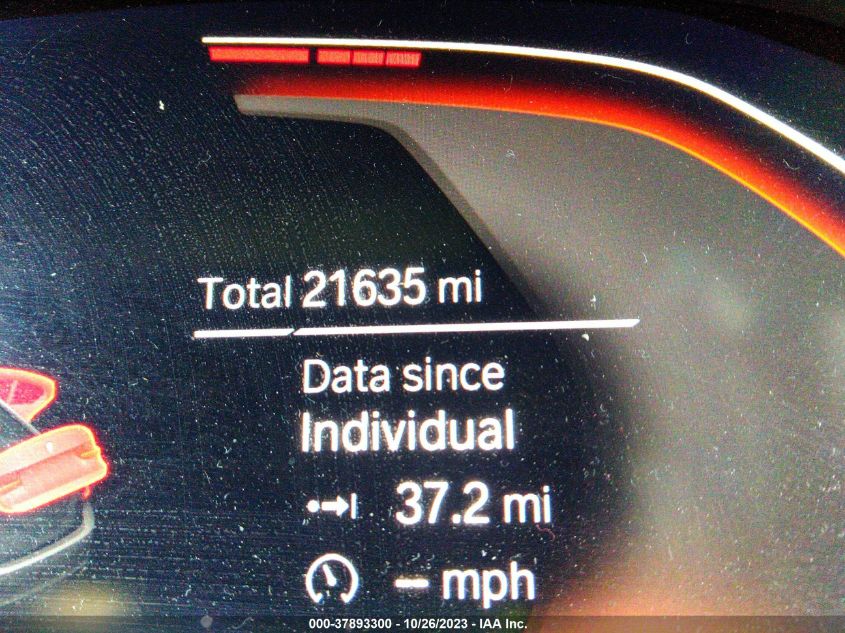 Total 21635 mi
Data since
Individual
37.2 mi
-- mph
000-37893300 - 10/26/2023 - IAA Inc.